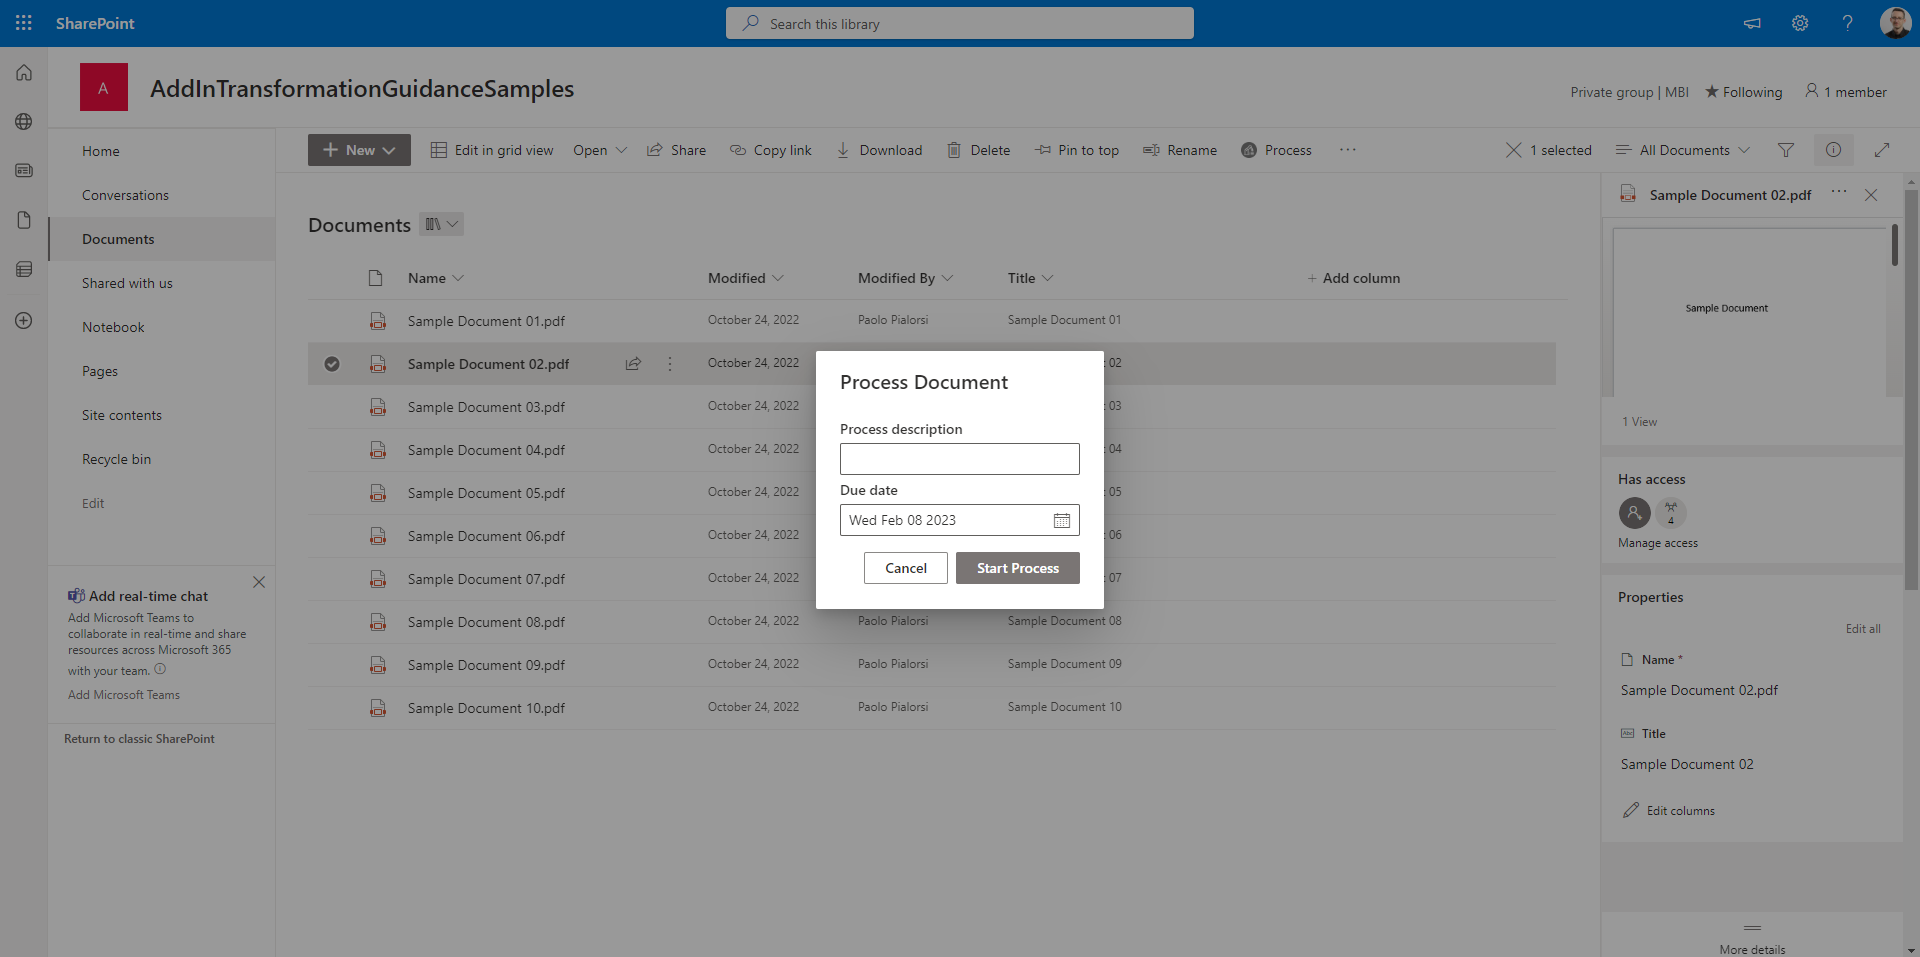 SharePoint
Search this library
A
AddInTransformationGuidanceSamples
Private group | MBI
Following
1 member
Home
Conversations
Documents
Shared with us
Notebook
Pages
Site contents
Recycle bin
Edit
Add real-time chat
Add Microsoft Teams to
collaborate in real-time and share
resources across Microsoft 365
with your team.
Add Microsoft Teams
Return to classic SharePoint
New
Edit in grid view
Open
Share
Copy link
Download
Delete
Pin to top
Rename
Process
1 selected
All Documents
Documents
Name Modified Modified By Title + Add column
Sample Document 01.pdf October 24, 2022 Paolo Pialorsi Sample Document 01
Sample Document 02.pdf October 24, 2022 02
Sample Document 03.pdf October 24, 2022 03
Sample Document 04.pdf October 24, 2022 04
Sample Document 05.pdf October 24, 2022 05
Sample Document 06.pdf October 24, 2022 06
Sample Document 07.pdf October 24, 2022 07
Sample Document 08.pdf October 24, 2022 Paolo Pialorsi Sample Document 08
Sample Document 09.pdf October 24, 2022 Paolo Pialorsi Sample Document 09
Sample Document 10.pdf October 24, 2022 Paolo Pialorsi Sample Document 10
Process Document
Process description
Due date
Wed Feb 08 2023
Cancel
Start Process
Sample Document 02.pdf
Sample Document
1 View
Has access
4
Manage access
Properties
Edit all
Name *
Sample Document 02.pdf
Abc Title
Sample Document 02
Edit columns
More details